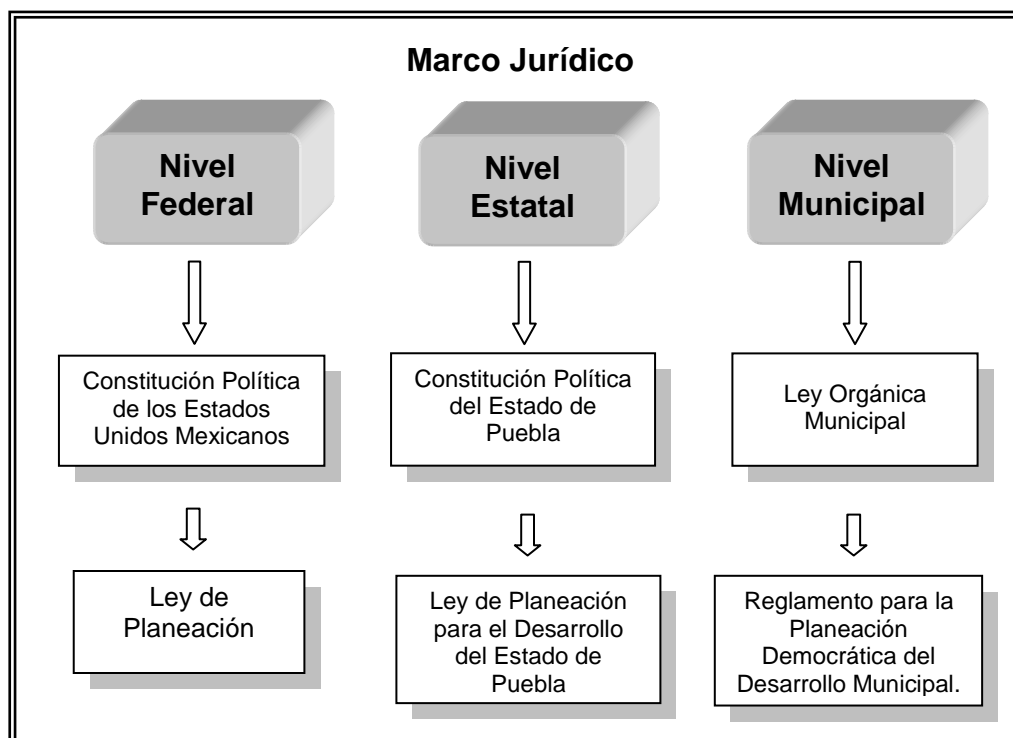 Marco Jurídico
Nivel
Federal
Nivel
Estatal
Nivel
Municipal
Constitución Política
de los Estados
Unidos Mexicanos
Constitución Política
del Estado de
Puebla
Ley Orgánica
Municipal
Ley de
Planeación
Ley de Planeación
para el Desarrollo
del Estado de
Puebla
Reglamento para la
Planeación
Democrática del
Desarrollo Municipal.